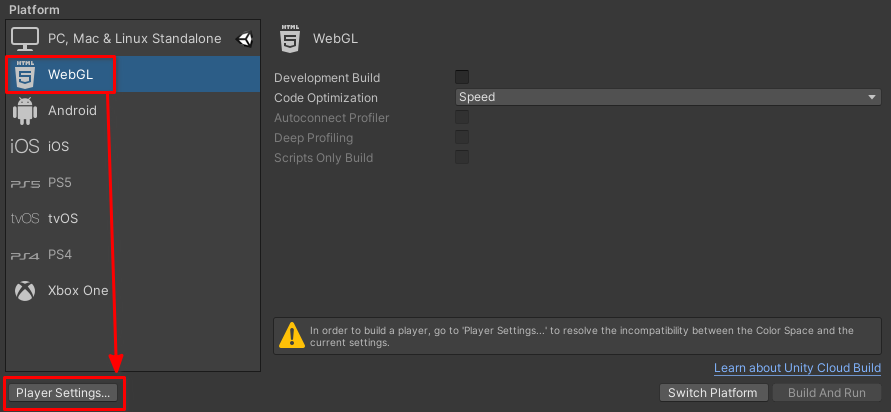 Platform
PC, Mac & Linux Standalone
HTML
5
WebGL
Android
iOS
iOS
PS5
PS5
tvOS
tvOS
PS4
PS4
Xbox One
Player Settings...
HTML
5
WebGL
Development Build
Code Optimization
Speed
Autoconnect Profiler
Deep Profiling
Scripts Only Build
In order to build a player, go to 'Player Settings...' to resolve the incompatibility between the Color Space and the
current settings.
Learn about Unity Cloud Build
Switch Platform
Build And Run